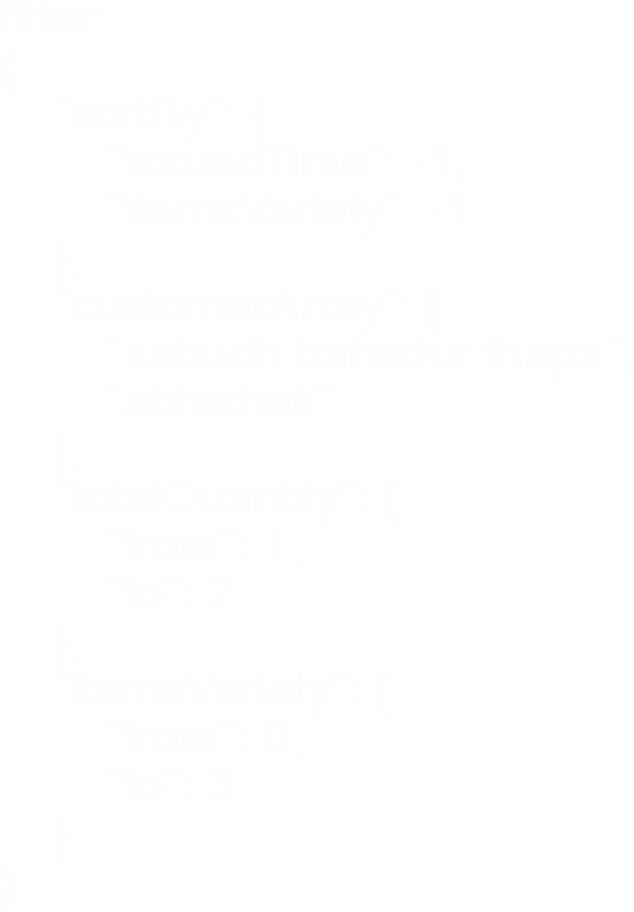 filter:
{
"sortBy": {
"issuedTime": -1,
"itemsVariety": -1
},
"customerArray": [
"sabudh bahadur thapa",
"abhishek"
],
"totalQuantity": {
"from": 1,
"to": 2
},
"itemsVariety": {
"from": 0,
"to": 3
}
}